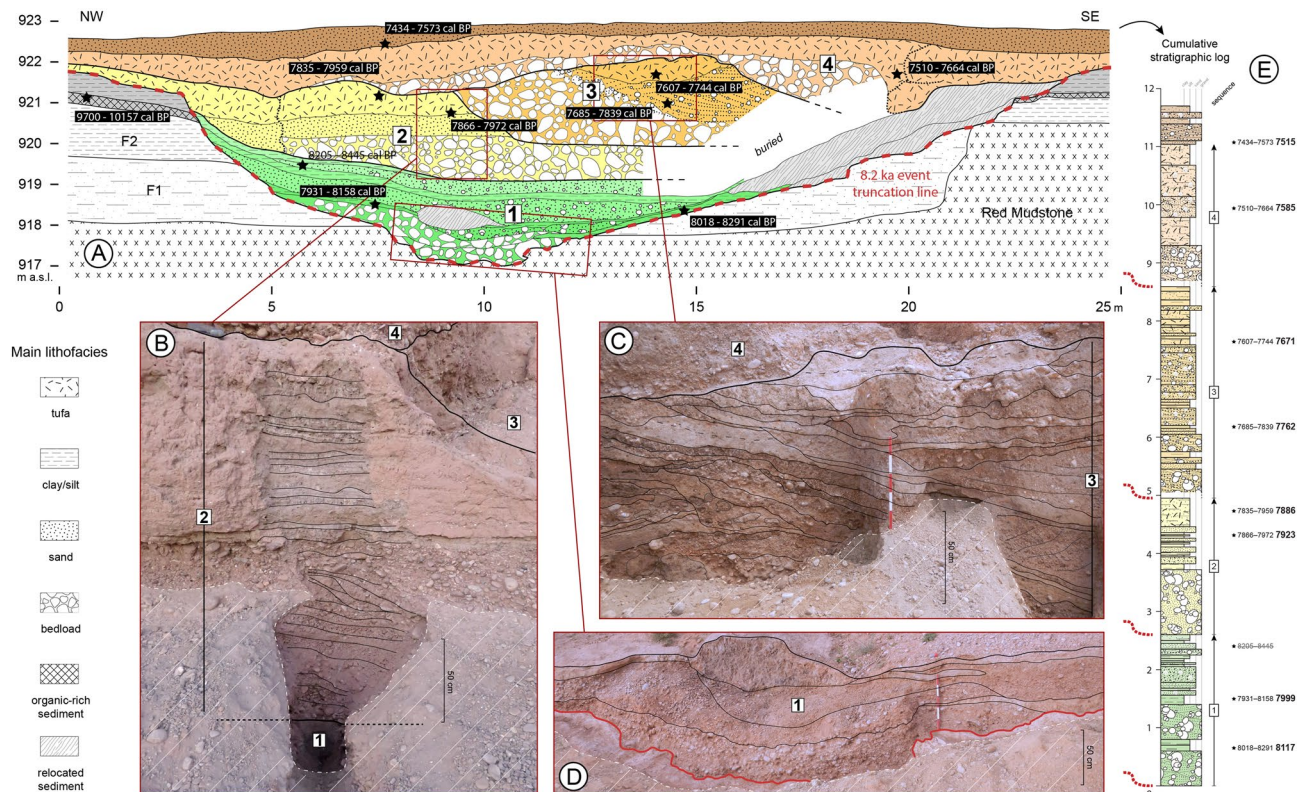 923
922
921
920
919
918
917
m a.s.l.
NW
SE
7434 - 7573 cal BP
7835 - 7959 cal BP
9700 - 10157 cal BP
F2
F1
2
8205 - 8445 cal BP
7931 - 8158 cal BP
7866 - 7972 cal BP
3
7607 - 7744 cal BP
7685 - 7839 cal BP
4
7510 - 7664 cal BP
1
buried
8.2 ka event
truncation line
8018 - 8291 cal BP
Red Mudstone
A
0
5
10
15
20
25 m
Main lithofacies
tufa
clay/silt
sand
bedload
organic-rich
sediment
relocated
sediment
B
4
3
2
50 cm
1
C
4
3
50 cm
D
1
50 cm
Cumulative
stratigraphic log
E
sequence
12
11
7434–7573 7515
10
7510–7664 7585
4
9
8
7607–7744 7671
7
3
6
7685–7839 7762
5
7835–7959 7886
7866–7972 7923
4
2
3
2
8205–8445
7931–8158 7999
1
1
8018–8291 8117